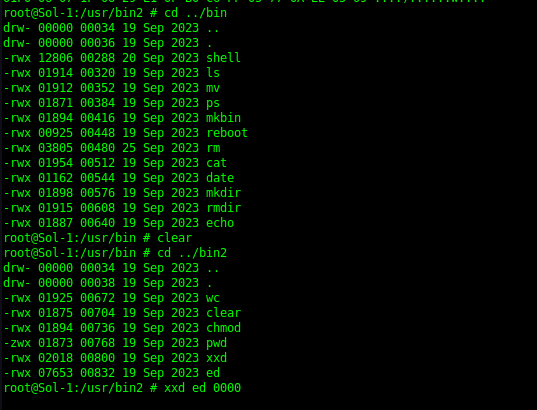 root@Sol-1:/usr/bin2 # cd ../bin
drw- 00000 00034 19 Sep 2023 ..
drw- 00000 00036 19 Sep 2023 .
-rwx 12806 00288 20 Sep 2023 shell
-rwx 01914 00320 19 Sep 2023 ls
-rwx 01912 00352 19 Sep 2023 mv
-rwx 01871 00384 19 Sep 2023 ps
-rwx 01894 00416 19 Sep 2023 mkbin
-rwx 00925 00448 19 Sep 2023 reboot
-rwx 03805 00480 25 Sep 2023 rm
-rwx 01954 00512 19 Sep 2023 cat
-rwx 01162 00544 19 Sep 2023 date
-rwx 01898 00576 19 Sep 2023 mkdir
-rwx 01915 00608 19 Sep 2023 rmdir
-rwx 01887 00640 19 Sep 2023 echo
root@Sol-1:/usr/bin # clear
root@Sol-1:/usr/bin # cd ../bin2
drw- 00000 00034 19 Sep 2023 ..
drw- 00000 00038 19 Sep 2023 .
-rwx 01925 00672 19 Sep 2023 wc
-rwx 01875 00704 19 Sep 2023 clear
-rwx 01894 00736 19 Sep 2023 chmod
-zwx 01873 00768 19 Sep 2023 pwd
-rwx 02018 00800 19 Sep 2023 xxd
-rwx 07653 00832 19 Sep 2023 ed
root@Sol-1:/usr/bin2 # xxd ed 0000